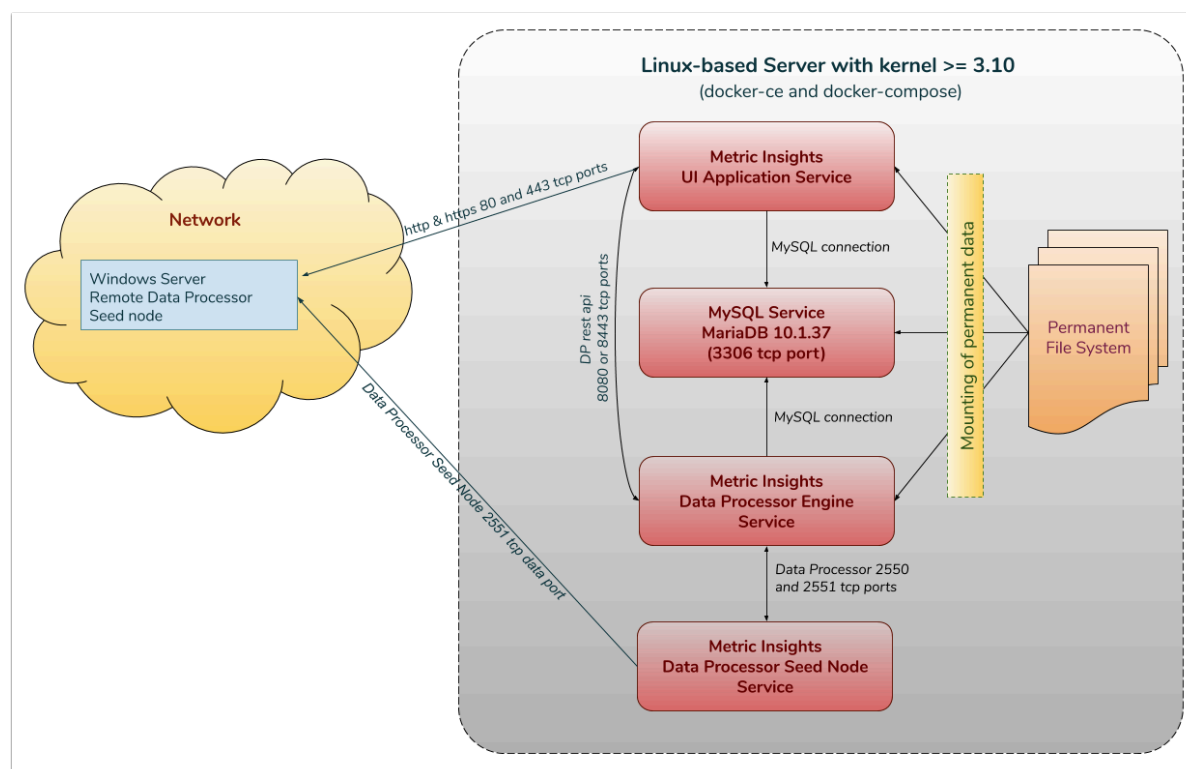 Linux-based Server with kernel >= 3.10
(docker-ce and docker-compose)
Metric Insights
UI Application Service
http & https 80 and 443 tcp ports
Network
Windows Server
Remote Data Processor
Seed node
MySQL connection
DP rest api
8080 or 8443 tcp ports
MySQL Service
MariaDB 10.1.37
(3306 tcp port)
Mounting of permanent data
Permanent
File System
MySQL connection
Data Processor Seed Node 2551 tcp data port
Metric Insights
Data Processor Engine
Service
Data Processor 2550
and 2551 tcp ports
Metric Insights
Data Processor Seed Node
Service